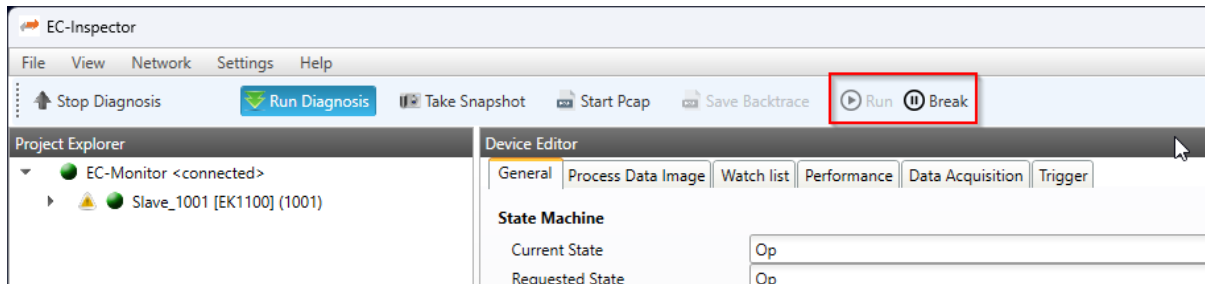 EC-Inspector
File View Network Settings Help
Stop Diagnosis Run Diagnosis Take Snapshot Start Pcap Save Backtrace Run Break
Project Explorer
Device Editor
EC-Monitor <connected>
Slave_1001 [EK1100] (1001)
General Process Data Image Watch list Performance Data Acquisition Trigger
State Machine
Current State Op
Requested State Op